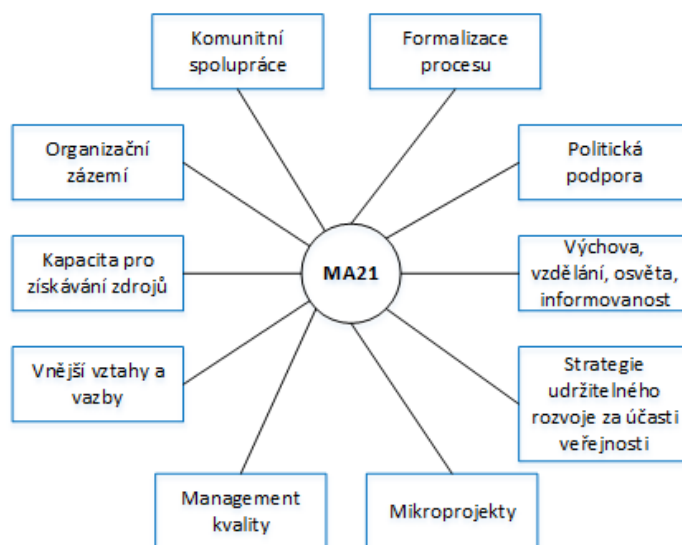 Komunitní
spolupráce
Formalizace
procesu
Organizační
zázemí
Politická
podpora
Kapacita pro
získávání zdrojů
MA21
Výchova,
vzdělání, osvěta,
informovanost
Vnější vztahy a
vazby
Strategie
udržitelného
rozvoje za účasti
veřejnosti
Management
kvality
Mikroprojekty